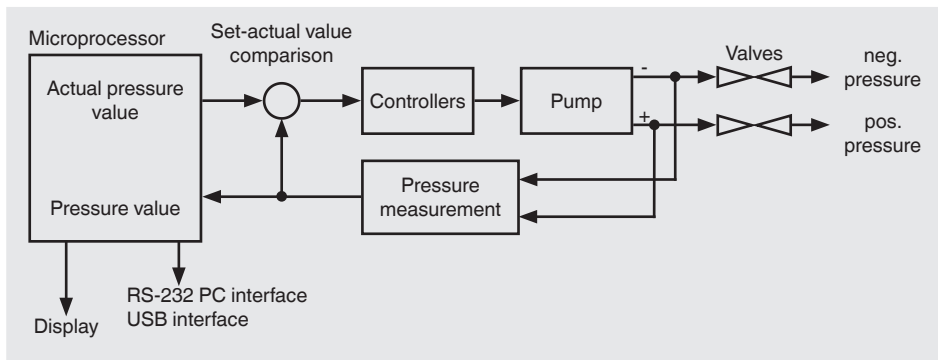 Microprocessor
Set-actual value
comparison
Actual pressure
value
Controllers
Pump
-
+
Valves
neg.
pressure
pos.
pressure
Pressure
measurement
Pressure value
RS-232 PC interface
USB interface
Display